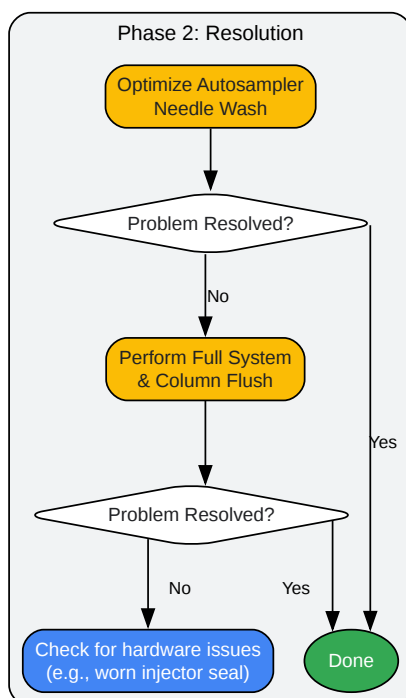 Phase 2: Resolution
Optimize Autosampler
Needle Wash
Problem Resolved?
No
Perform Full System
& Column Flush
Yes
Problem Resolved?
No
Yes
Check for hardware issues
(e.g., worn injector seal)
Done